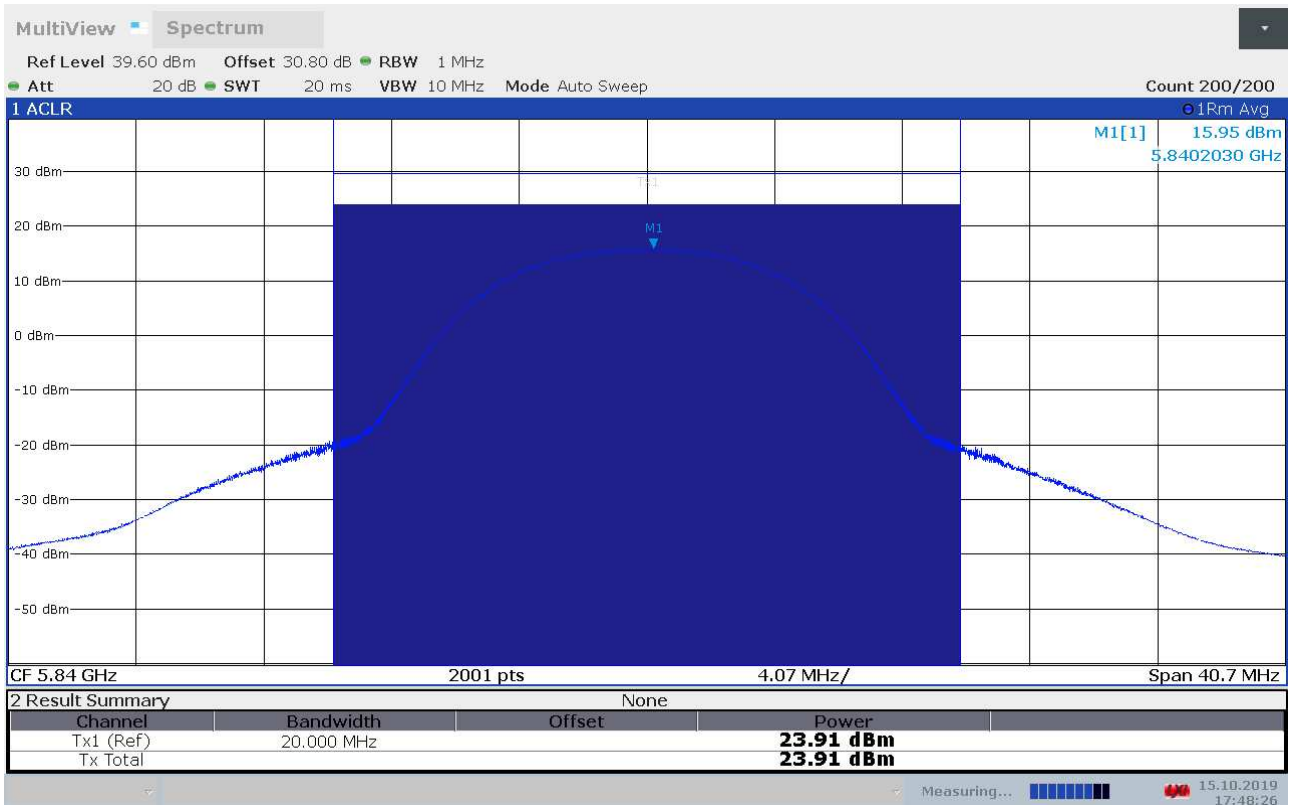 MultiView Spectrum
Ref Level 39.60 dBm Offset 30.80 dB RBW 1 MHz
Att 20 dB SWT 20 ms VBW 10 MHz Mode Auto Sweep Count 200/200
1 ACLR 1Rm Avg
M1[1] 15.95 dBm
5.8402030 GHz
30 dBm
Tx1
20 dBm
M1
10 dBm
0 dBm
-10 dBm
-20 dBm
-30 dBm
-40 dBm
-50 dBm
CF 5.84 GHz 2001 pts 4.07 MHz/ Span 40.7 MHz
2 Result Summary None
Channel Bandwidth Offset Power
Tx1 (Ref) 20.000 MHz 23.91 dBm
Tx Total 23.91 dBm
Measuring... LXI 15.10.2019
17:48:26